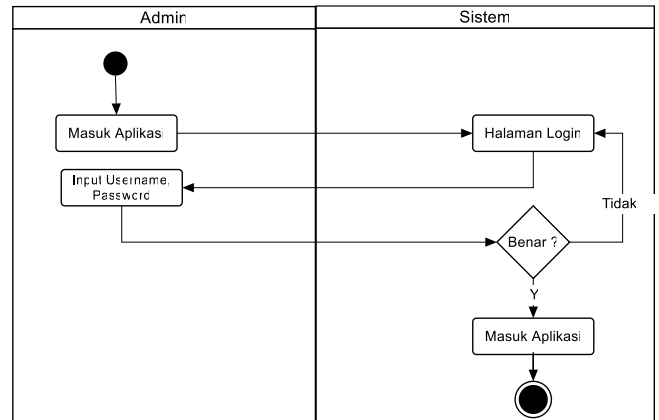 Admin
Sistem
Masuk Aplikasi
Halaman Login
Input Username,
Password
Tidak
Benar ?
Y
Masuk Aplikasi